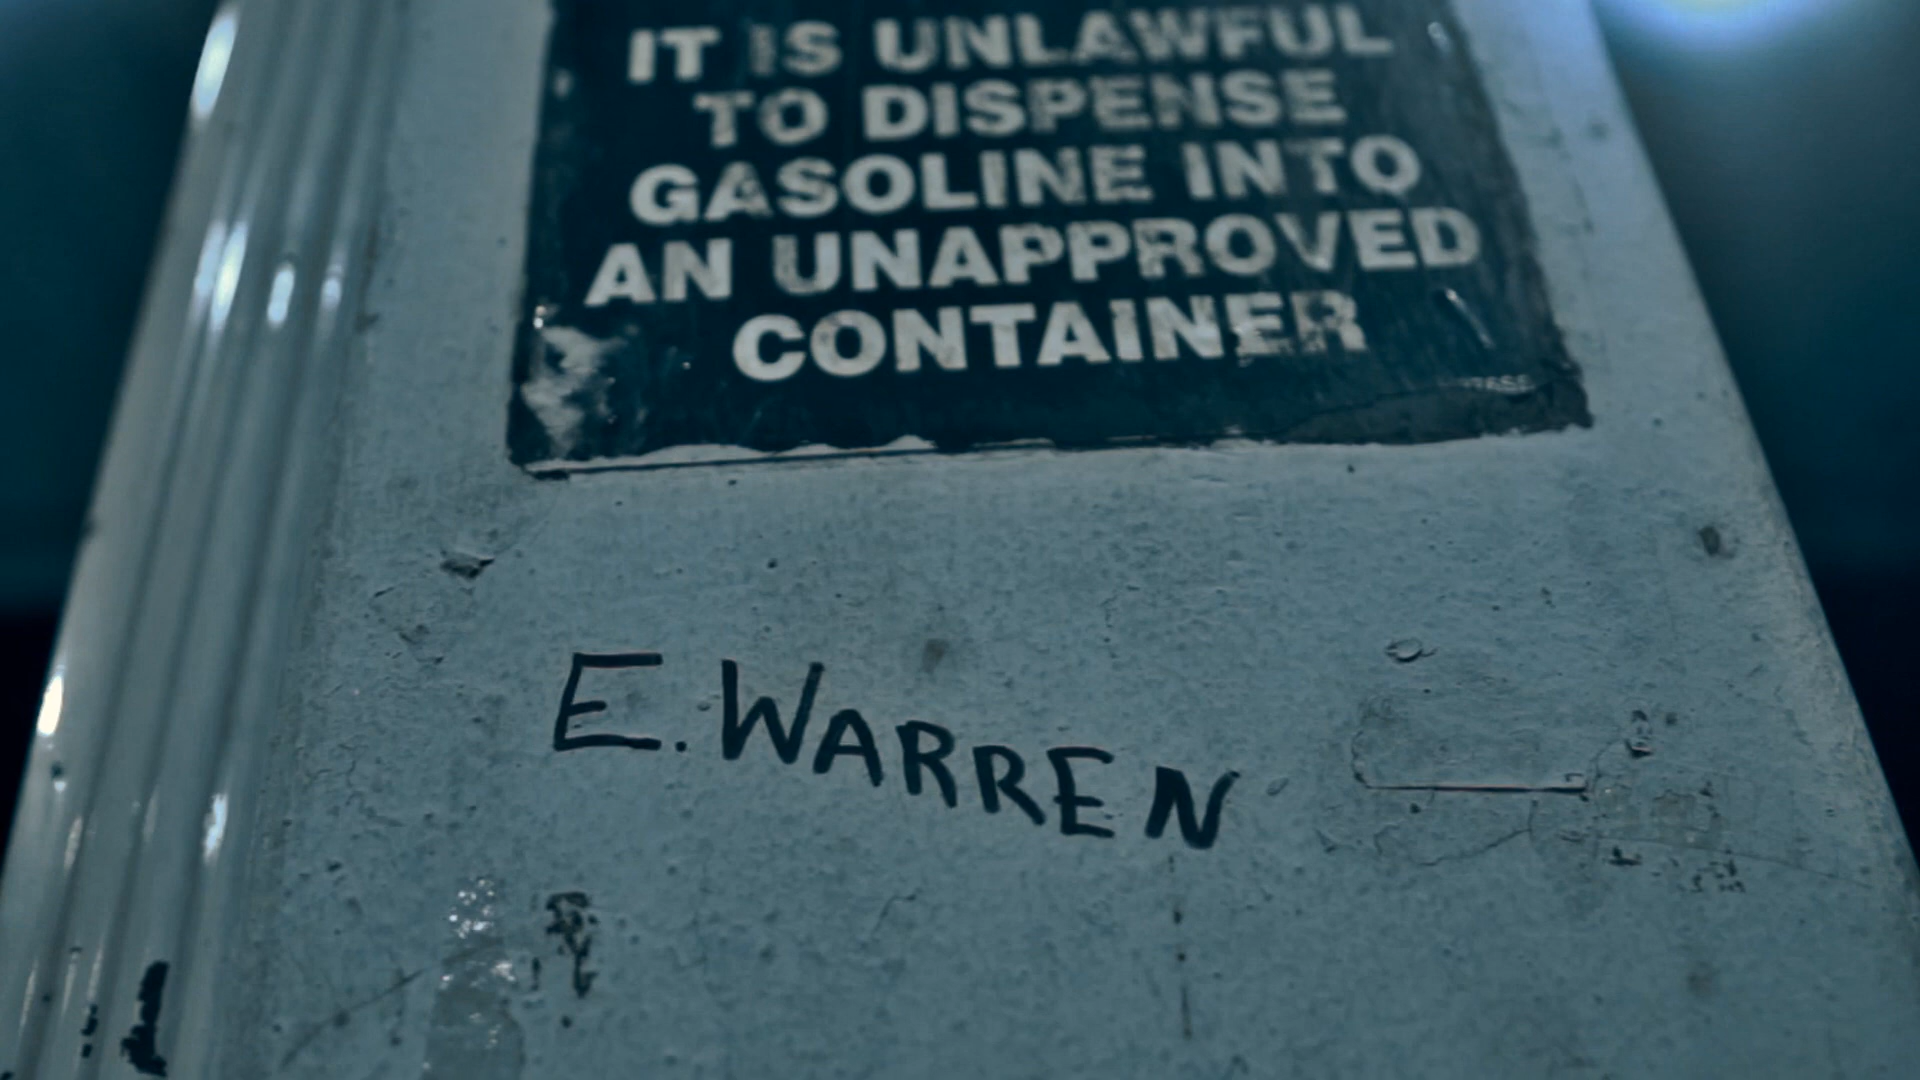 IT IS UNLAWFUL
TO DISPENSE
GASOLINE INTO
AN UNAPPROVED
CONTAINER
E. WARREN